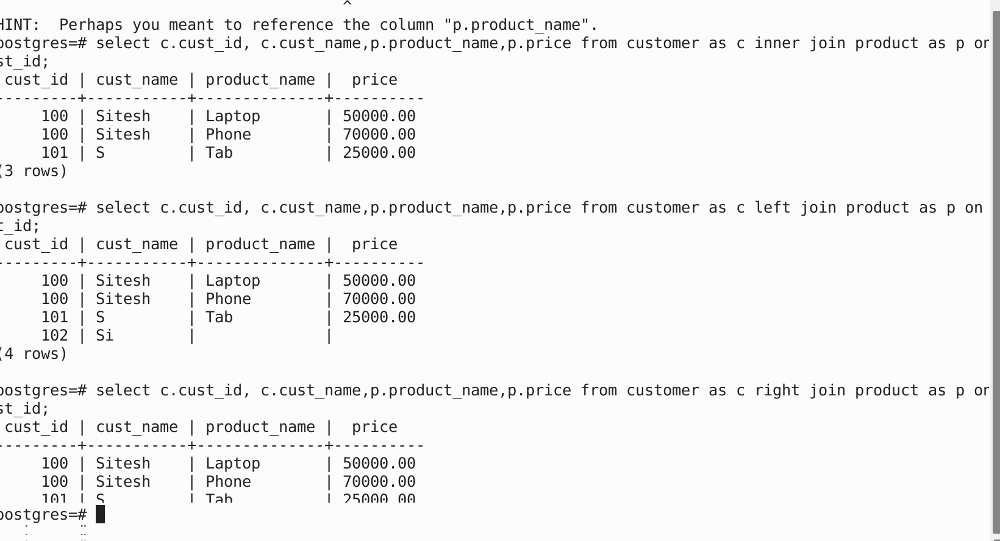 ^
HINT:  Perhaps you meant to reference the column "p.product_name".
postgres=# select c.cust_id, c.cust_name,p.product_name,p.price from customer as c inner join product as p on
st_id;
 cust_id | cust_name | product_name |  price
---------+-----------+--------------+----------
     100 | Sitesh    | Laptop       | 50000.00
     100 | Sitesh    | Phone        | 70000.00
     101 | S         | Tab          | 25000.00
(3 rows)
postgres=# select c.cust_id, c.cust_name,p.product_name,p.price from customer as c left join product as p on
t_id;
 cust_id | cust_name | product_name |  price
---------+-----------+--------------+----------
     100 | Sitesh    | Laptop       | 50000.00
     100 | Sitesh    | Phone        | 70000.00
     101 | S         | Tab          | 25000.00
     102 | Si        |              |
(4 rows)
postgres=# select c.cust_id, c.cust_name,p.product_name,p.price from customer as c right join product as p on
st_id;
 cust_id | cust_name | product_name |  price
---------+-----------+--------------+----------
     100 | Sitesh    | Laptop       | 50000.00
     100 | Sitesh    | Phone        | 70000.00
     101 | S         | Tab          | 25000.00
postgres=#